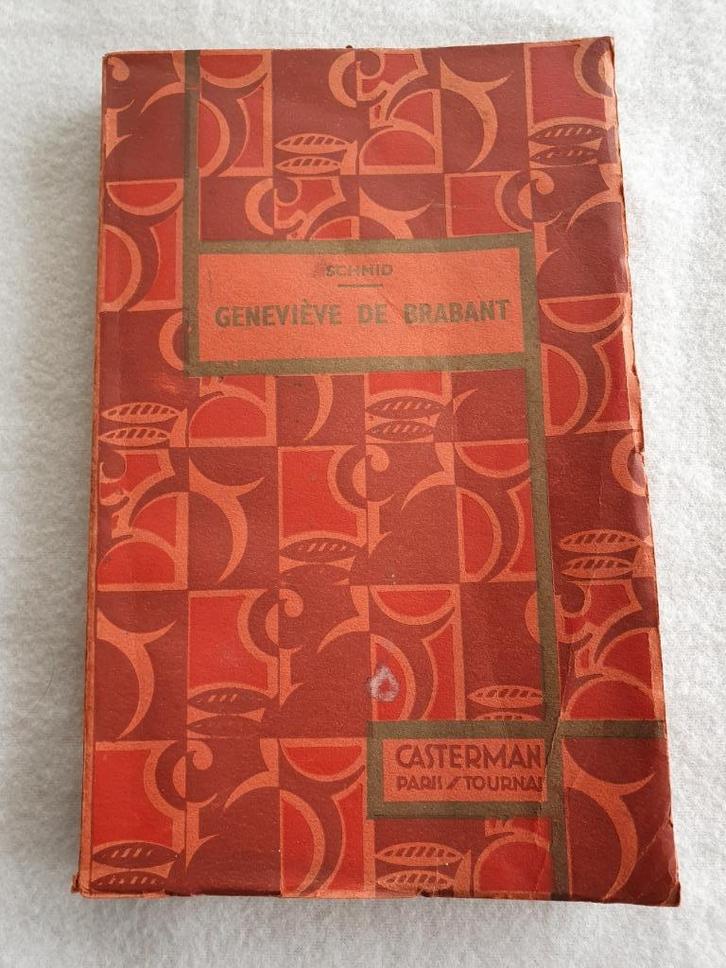 SCHMID
GENEVIÈVE DE BRABANT
CASTERMAN
PARIS / TOURNAI